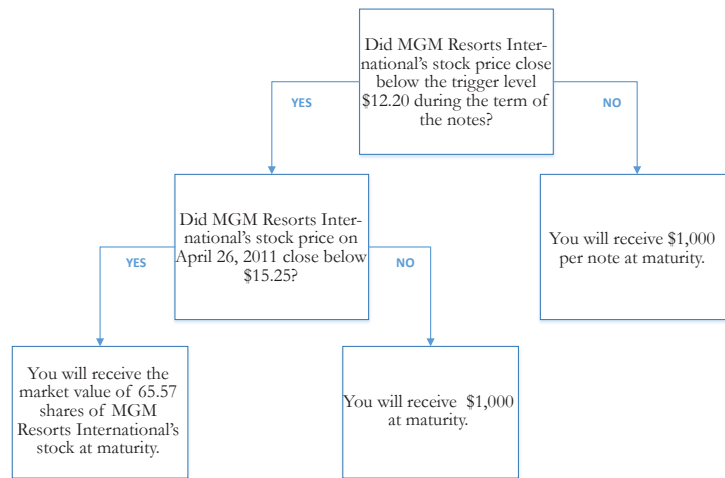 Did MGM Resorts Inter-
national's stock price close
below the trigger level
$12.20 during the term of
the notes?
YES
NO
Did MGM Resorts Inter-
national's stock price on
April 26, 2011 close below
$15.25?
You will receive $1,000
per note at maturity.
YES
NO
You will receive the
market value of 65.57
shares of MGM
Resorts International's
stock at maturity.
You will receive $1,000
at maturity.